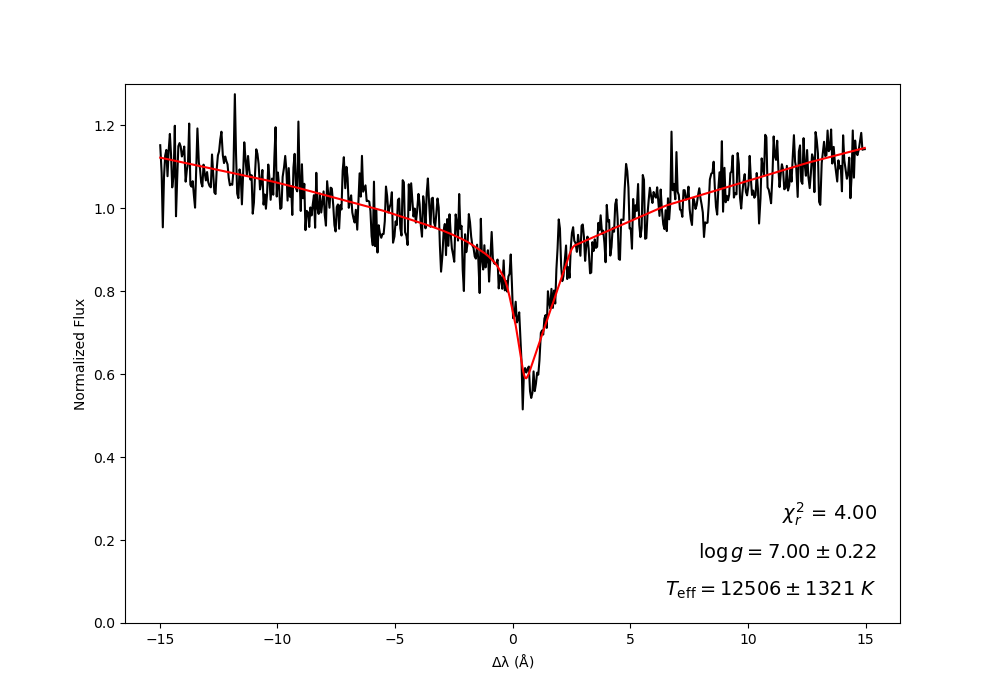 1.2
1.0
0.8
0.6
0.4
0.2
0.0
Normalized Flux
χ²ᵣ = 4.00
log g = 7.00 ± 0.22
T_eff = 12506 ± 1321 K
−15 −10 −5 0 5 10 15
Δλ (Å)